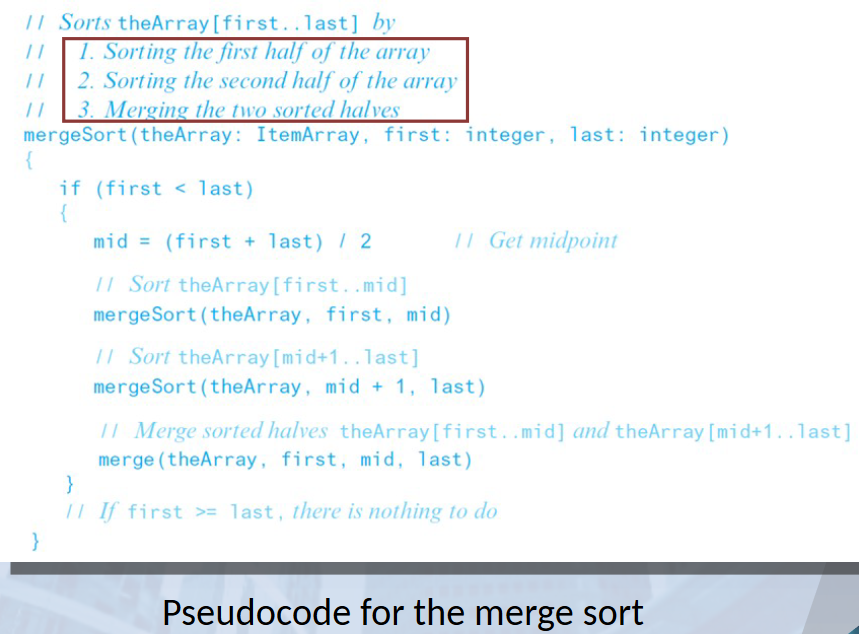 // Sorts theArray[first..last] by
// 1. Sorting the first half of the array
// 2. Sorting the second half of the array
// 3. Merging the two sorted halves
mergeSort(theArray: ItemArray, first: integer, last: integer)
{
if (first < last)
{
mid = (first + last) / 2 // Get midpoint
// Sort theArray[first..mid]
mergeSort(theArray, first, mid)
// Sort theArray[mid+1..last]
mergeSort(theArray, mid + 1, last)
// Merge sorted halves theArray[first..mid] and theArray[mid+1..last]
merge(theArray, first, mid, last)
}
// If first >= last, there is nothing to do
}
Pseudocode for the merge sort